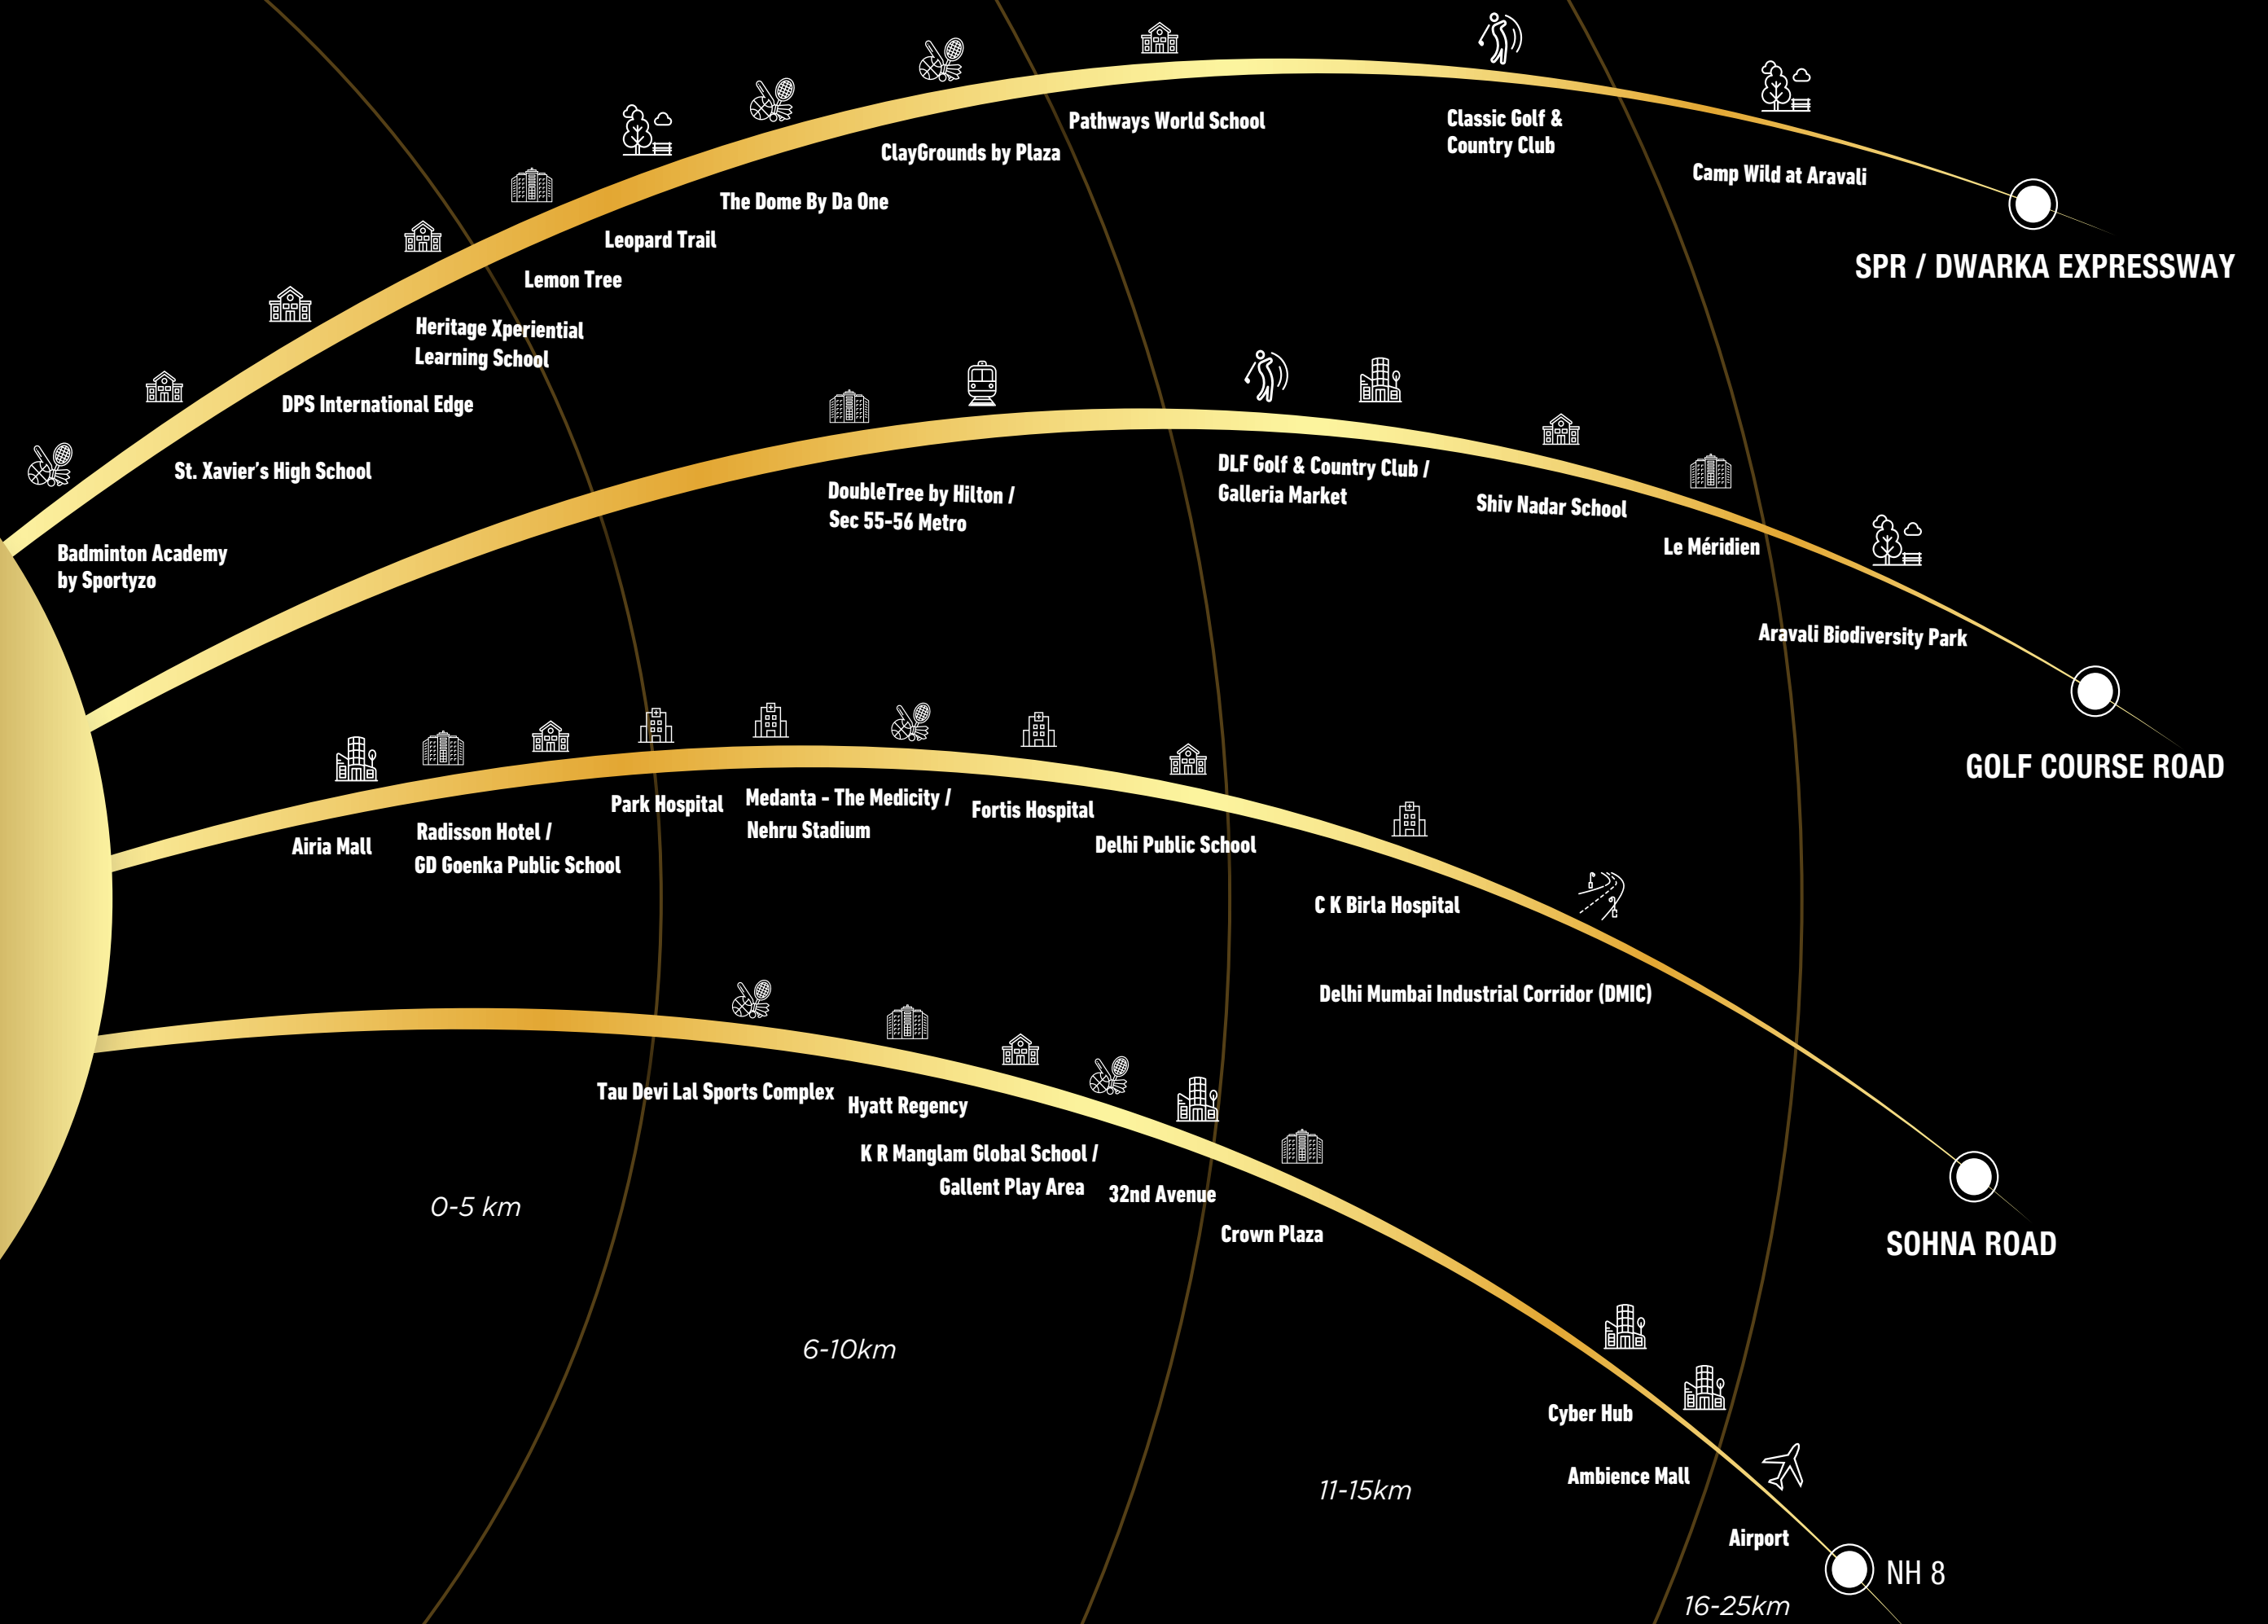 Pathways World School
Classic Golf &
Country Club
ClayGrounds by Plaza
Camp Wild at Aravali
The Dome By Da One
Leopard Trail
Lemon Tree
SPR / DWARKA EXPRESSWAY
Heritage Xperiential
Learning School
DPS International Edge
St. Xavier's High School
Badminton Academy
by Sportyzo
DoubleTree by Hilton /
Sec 55-56 Metro
DLF Golf & Country Club /
Galleria Market
Shiv Nadar School
Le Méridien
Aravali Biodiversity Park
GOLF COURSE ROAD
Airia Mall
Radisson Hotel /
GD Goenka Public School
Park Hospital
Medanta - The Medicity /
Nehru Stadium
Fortis Hospital
Delhi Public School
C K Birla Hospital
Delhi Mumbai Industrial Corridor (DMIC)
SOHNA ROAD
Tau Devi Lal Sports Complex
Hyatt Regency
K R Manglam Global School /
Gallent Play Area
32nd Avenue
Crown Plaza
Cyber Hub
Ambience Mall
Airport
NH 8
0-5 km
6-10km
11-15km
16-25km